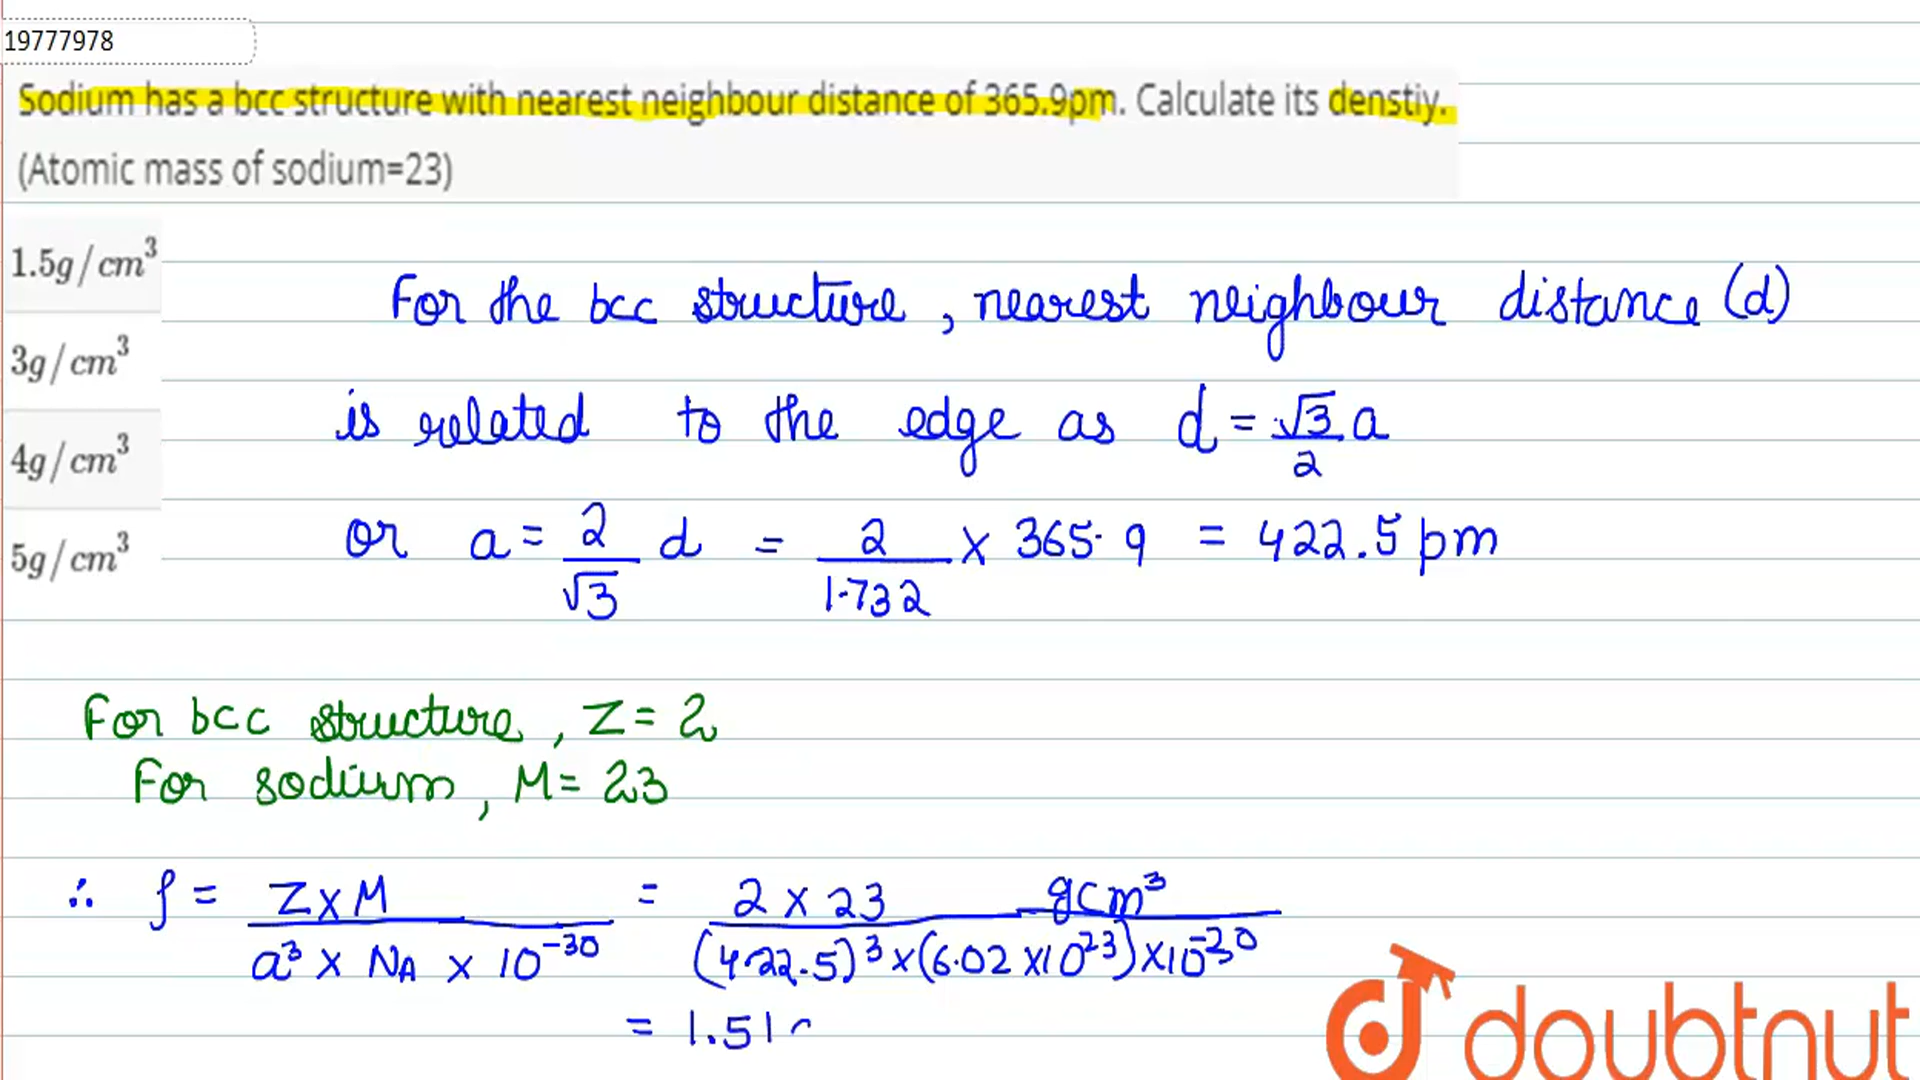 19777978
Sodium has a bcc structure with nearest neighbour distance of 365.9pm. Calculate its denstiy.
(Atomic mass of sodium=23)
1.5g/cm³
3g/cm³
4g/cm³
5g/cm³
For the bcc structure, nearest neighbour distance (d)
is related to the edge as d = √3/2 a
or a = 2/√3 d = 2/1.732 × 365.9 = 422.5 pm
For bcc structure, Z = 2
For sodium, M = 23
∴ ρ = Z×M / a³ × NA × 10⁻³⁰ = 2 × 23 gcm³ / (422.5)³×(6.02×10²³)×10⁻³⁰
= 1.51
doubtnut